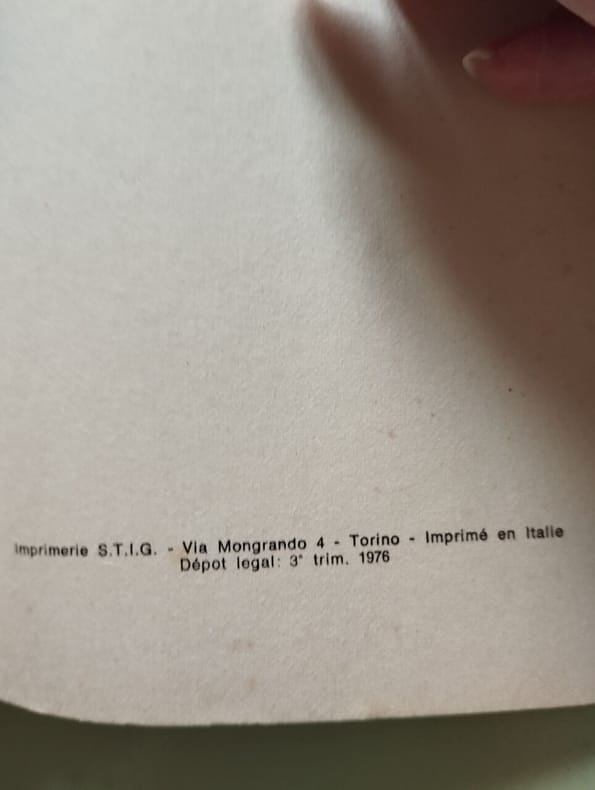 Imprimerie S.T.I.G. - Via Mongrando 4 - Torino - Imprimé en Italie
Dépot legal: 3° trim. 1976